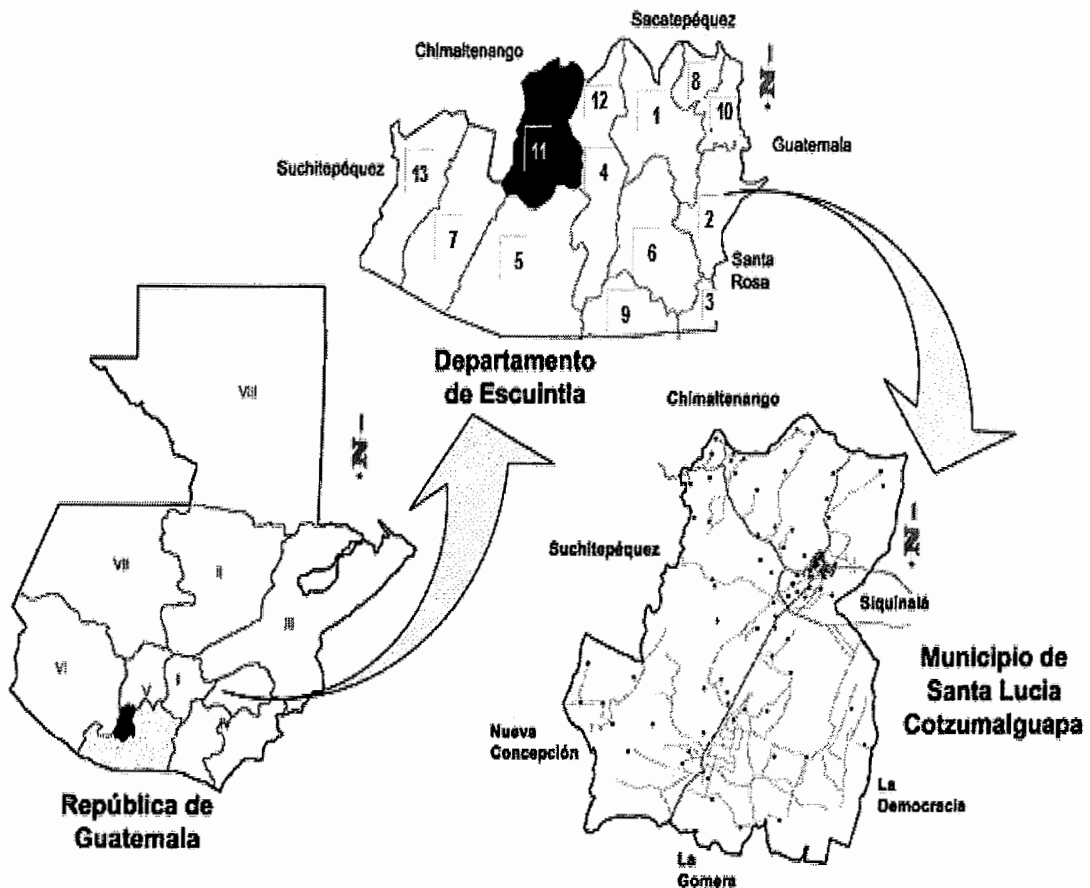 Sacatepéquez
Chimaltenango
8
12
1
10
N
Guatemala
Suchitepéquez
13
11
4
2
7
5
6
Santa
Rosa
9
3
Departamento
de Escuintla
VIII
N
VII
II
III
VI
V
I
República de
Guatemala
Chimaltenango
N
Suchitepéquez
Siquinalá
Municipio de
Santa Lucia
Cotzumalguapa
Nueva
Concepción
La
Democracia
La
Gomera